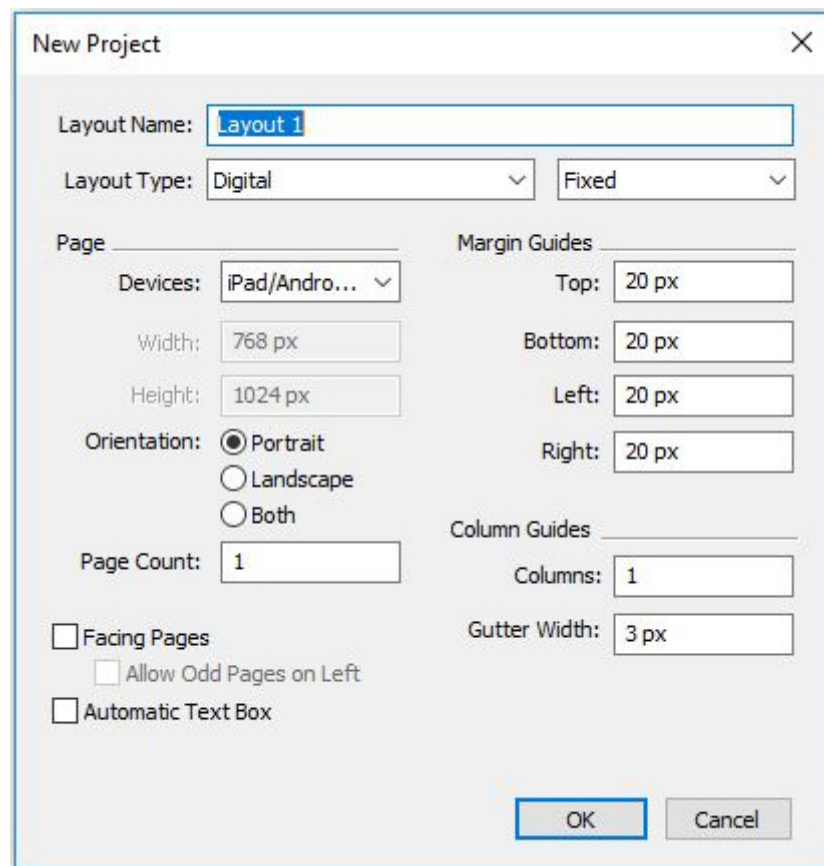 New Project
Layout Name: Layout 1
Layout Type: Digital Fixed
Page
Devices: iPad/Andro...
Width: 768 px
Height: 1024 px
Orientation: Portrait
Landscape
Both
Page Count: 1
Facing Pages
Allow Odd Pages on Left
Automatic Text Box
Margin Guides
Top: 20 px
Bottom: 20 px
Left: 20 px
Right: 20 px
Column Guides
Columns: 1
Gutter Width: 3 px
OK Cancel